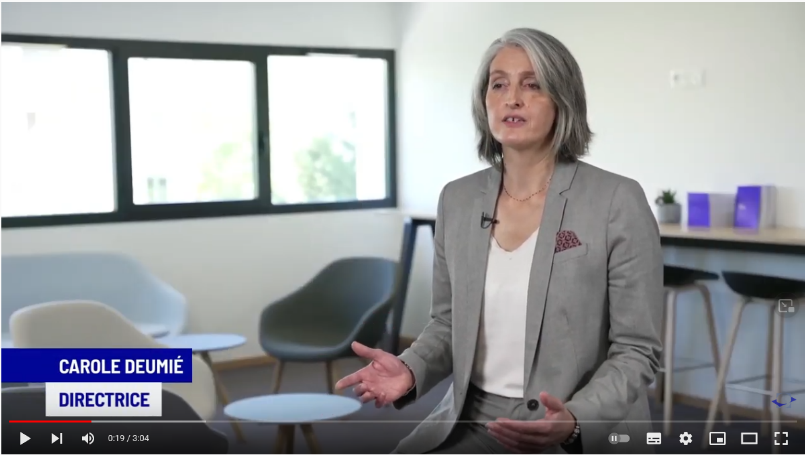 CAROLE DEUMIÉ
DIRECTRICE
0:19 / 3:04